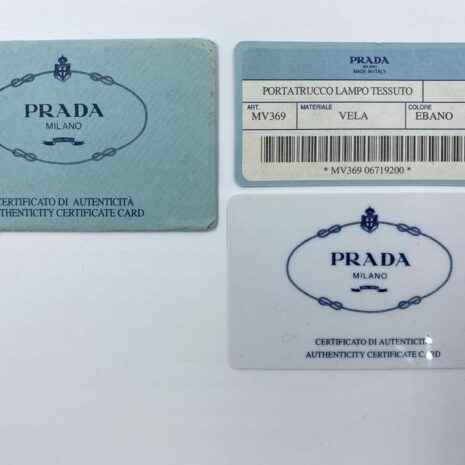 PRADA
MILANO
CERTIFICATO DI AUTENTICITÀ
UTHENTICITY CERTIFICATE CARD
PRADA
MILANO
MADE IN ITALY
PORTATRUCCO LAMPO TESSUTO
ART. MATERIALE COLORE
MV369 VELA EBANO
* MV369 06719200 *
PRADA
MILANO
CERTIFICATO DI AUTENTICITÀ
AUTHENTICITY CERTIFICATE CARD